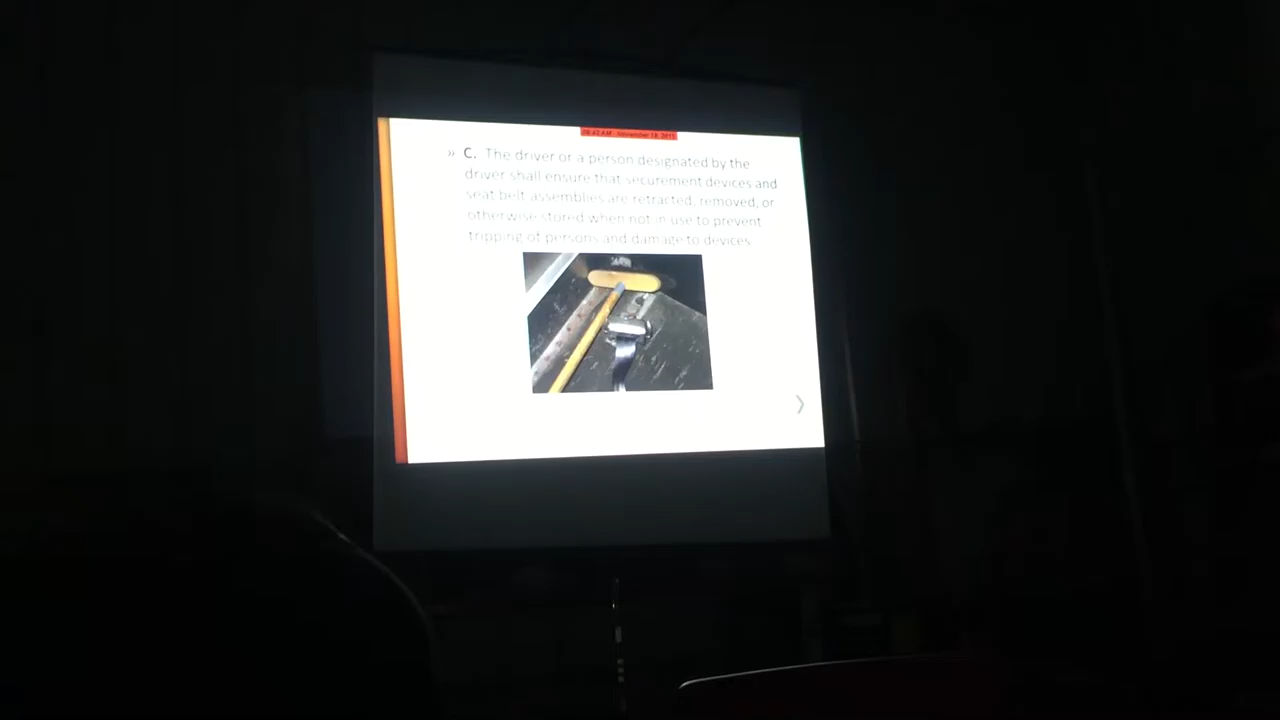 » C. The driver or a person designated by the
driver shall ensure that securement devices and
seat belt assemblies are retracted, removed, or
otherwise stored when not in use to prevent
tripping of persons and damage to devices